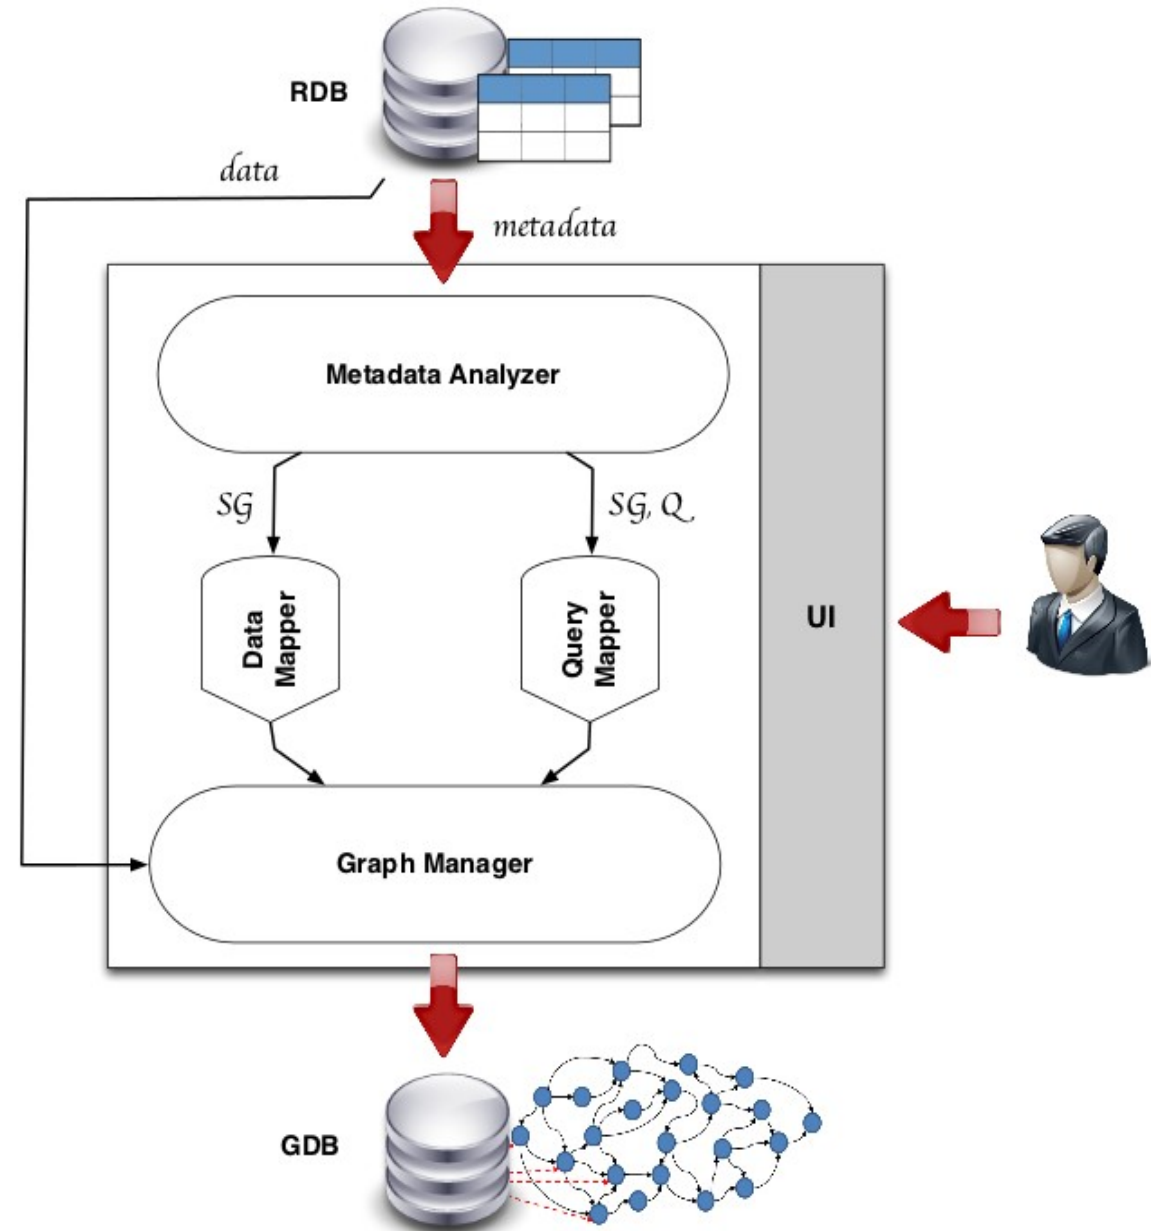 RDB
data
metadata
Metadata Analyzer
SG
SG, Q
Data
Mapper
Query
Mapper
UI
Graph Manager
GDB